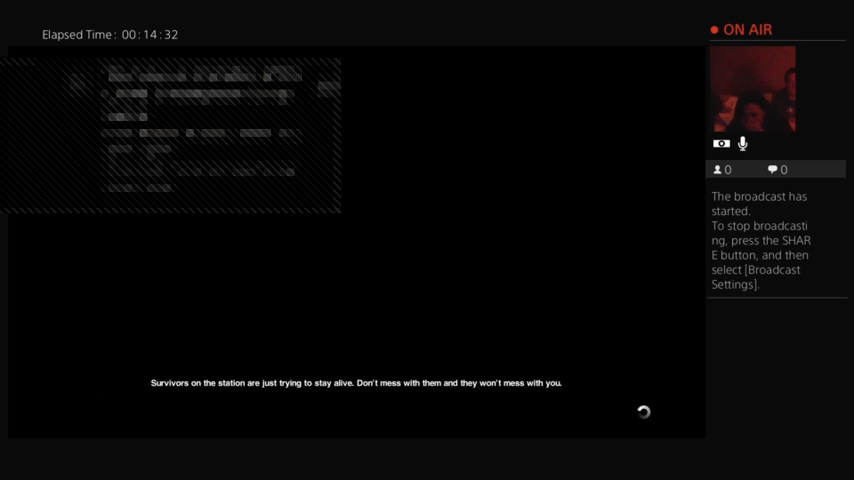 Elapsed Time: 00:14:32
ON AIR
0 0
The broadcast has
started.
To stop broadcasti
ng, press the SHAR
E button, and then
select [Broadcast
Settings].
Survivors on the station are just trying to stay alive. Don't mess with them and they won't mess with you.